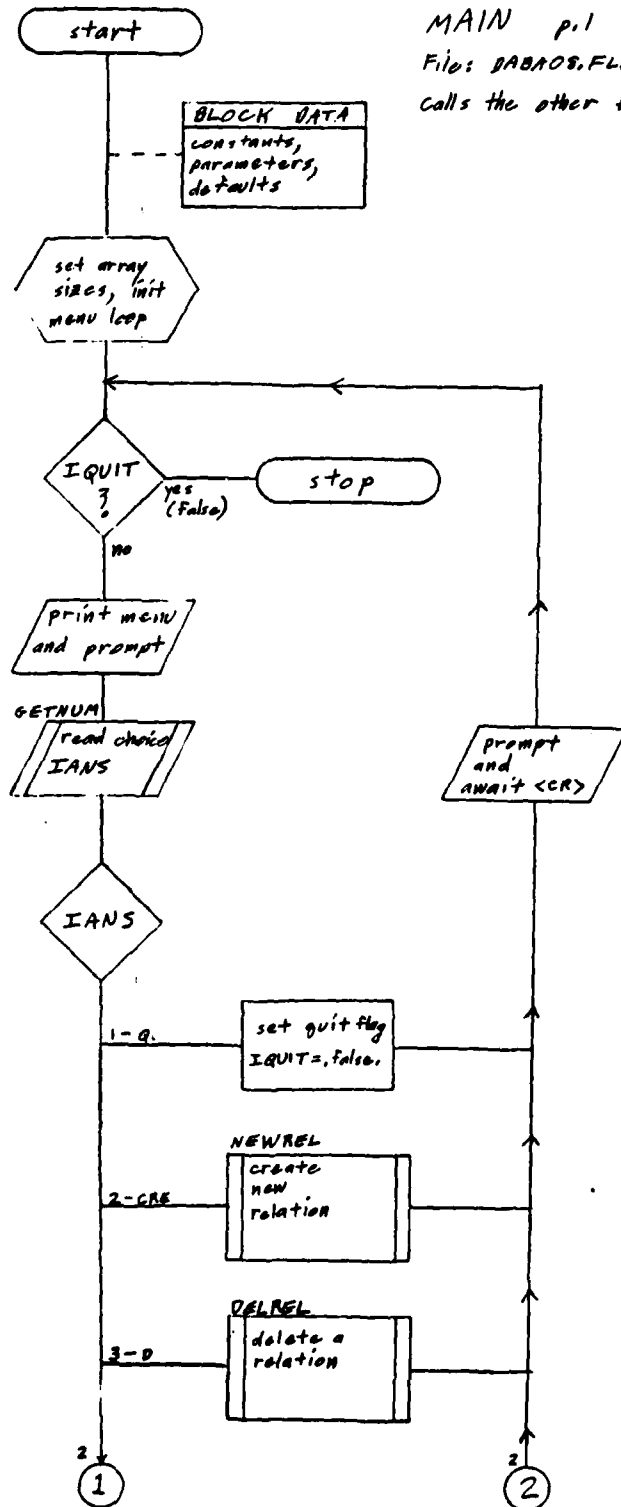 start
MAIN p.1
File: DABA08.FL
Calls the other
BLOCK DATA
constants,
parameters,
defaults
set array
sizes, init
menu loop
IQUIT
?
yes
(false)
stop
no
print menu
and prompt
GETNUM
read choice
IANS
prompt
and
await <CR>
IANS
1-Q.
set quit flag
IQUIT=.false.
NEWREL
2-CRE
create
new
relation
DELREL
3-D
delete a
relation
2
1
2
2